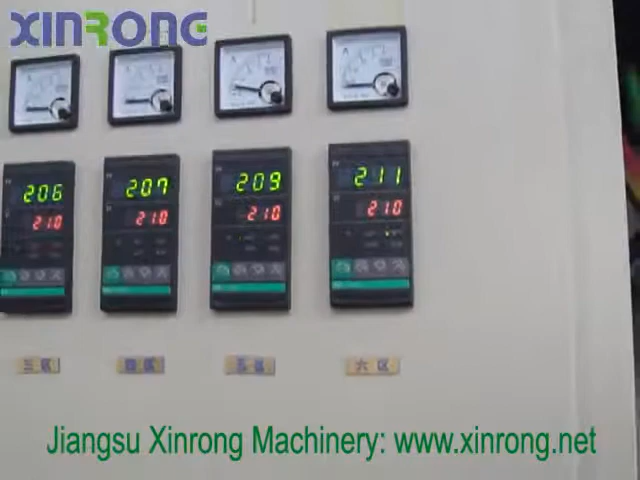 XINRONG
A
A
206
207
209
211
210
210
210
210
三区
四区
五区
六区
Jiangsu Xinrong Machinery: www.xinrong.net